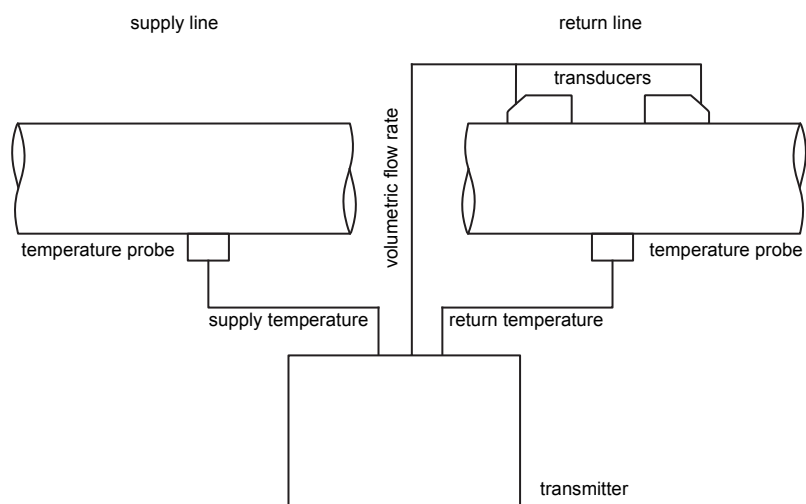 supply line
return line
transducers
volumetric flow rate
temperature probe
temperature probe
supply temperature
return temperature
transmitter